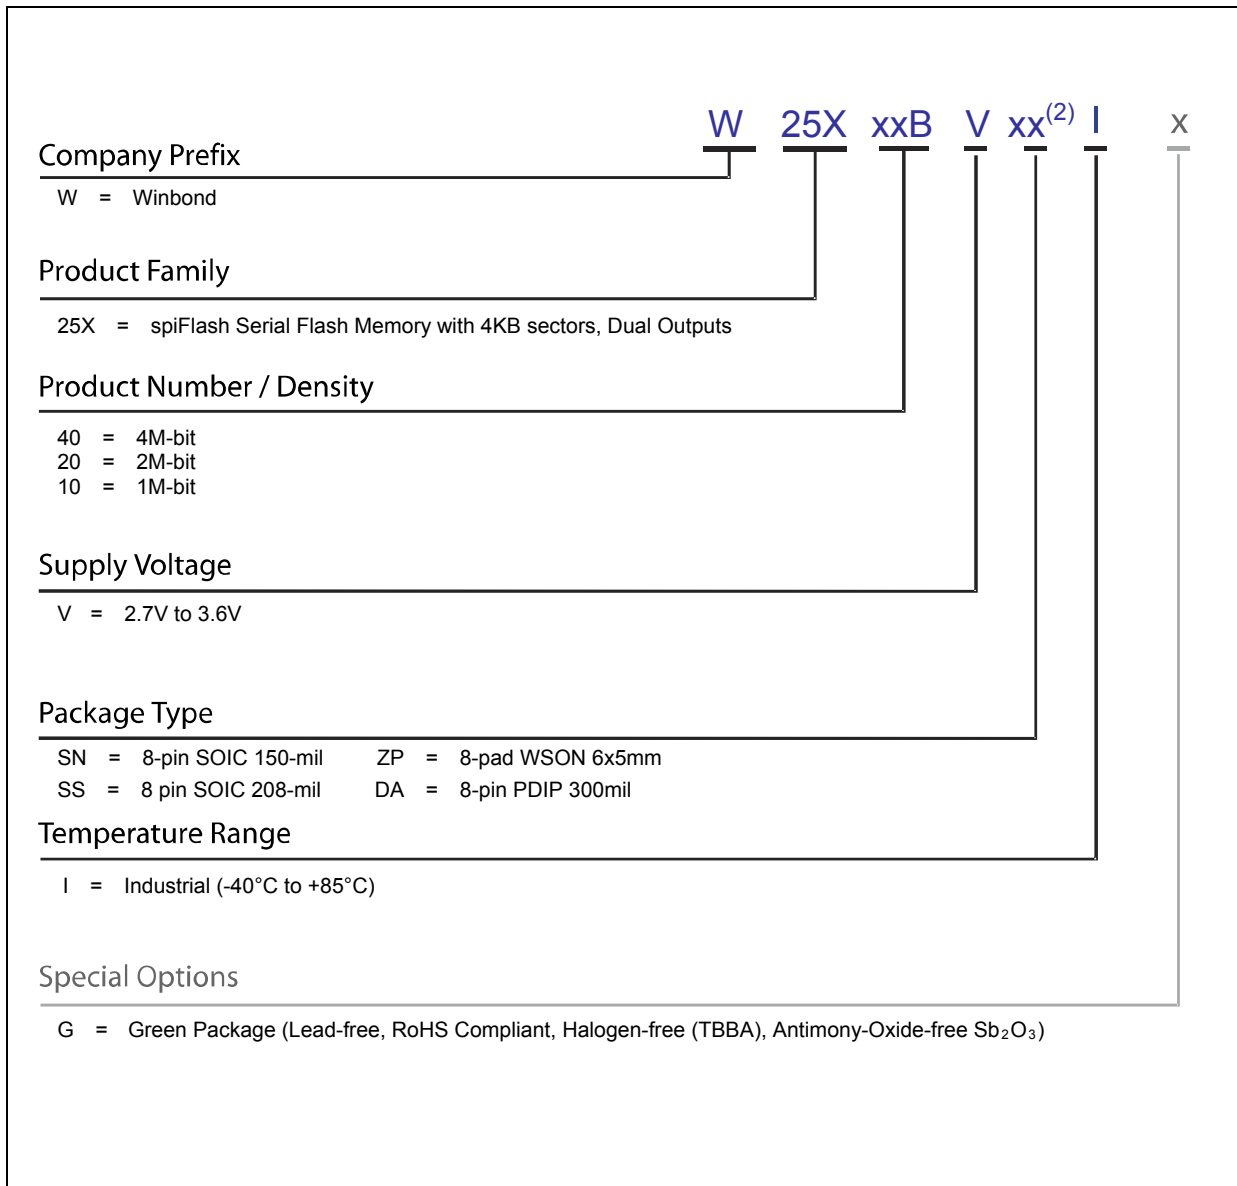 W 25X xxB V xx(2) I x
Company Prefix
W = Winbond
Product Family
25X = spiFlash Serial Flash Memory with 4KB sectors, Dual Outputs
Product Number / Density
40 = 4M-bit
20 = 2M-bit
10 = 1M-bit
Supply Voltage
V = 2.7V to 3.6V
Package Type
SN = 8-pin SOIC 150-mil ZP = 8-pad WSON 6x5mm
SS = 8 pin SOIC 208-mil DA = 8-pin PDIP 300mil
Temperature Range
I = Industrial (-40°C to +85°C)
Special Options
G = Green Package (Lead-free, RoHS Compliant, Halogen-free (TBBA), Antimony-Oxide-free Sb₂O₃)